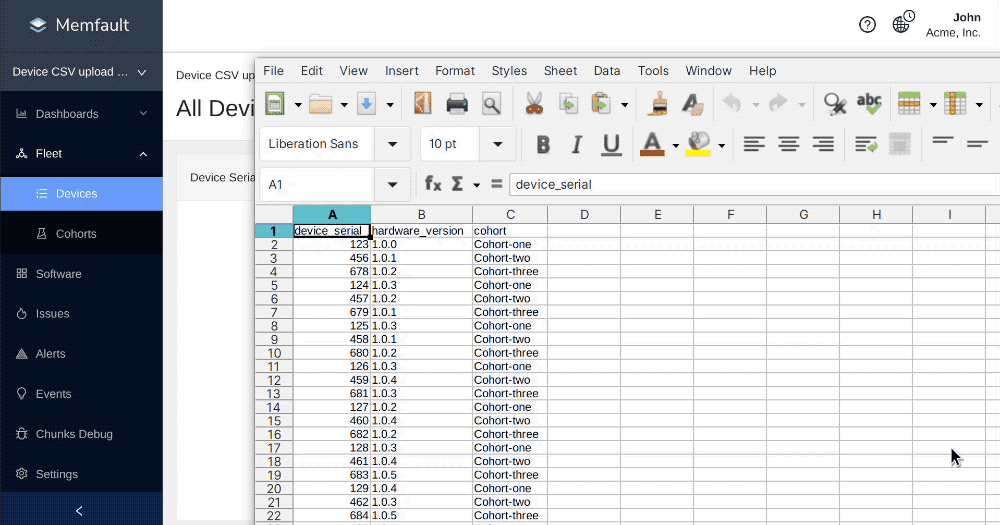 Memfault
John
Acme, Inc.
Device CSV upload ...
Device CSV up
All Devi
Device Seria
Dashboards
Fleet
Devices
Cohorts
Software
Issues
Alerts
Events
Chunks Debug
Settings
File Edit View Insert Format Styles Sheet Data Tools Window Help
abc
Liberation Sans 10 pt B I U A
A1 fx Σ = device_serial
A B C D E F G H I
1 device_serial hardware_version cohort
2 123 1.0.0 Cohort-one
3 456 1.0.1 Cohort-two
4 678 1.0.2 Cohort-three
5 124 1.0.3 Cohort-one
6 457 1.0.2 Cohort-two
7 679 1.0.1 Cohort-three
8 125 1.0.3 Cohort-one
9 458 1.0.1 Cohort-two
10 680 1.0.2 Cohort-three
11 126 1.0.3 Cohort-one
12 459 1.0.4 Cohort-two
13 681 1.0.3 Cohort-three
14 127 1.0.2 Cohort-one
15 460 1.0.4 Cohort-two
16 682 1.0.2 Cohort-three
17 128 1.0.3 Cohort-one
18 461 1.0.4 Cohort-two
19 683 1.0.5 Cohort-three
20 129 1.0.4 Cohort-one
21 462 1.0.3 Cohort-two
22 684 1.0.5 Cohort-three